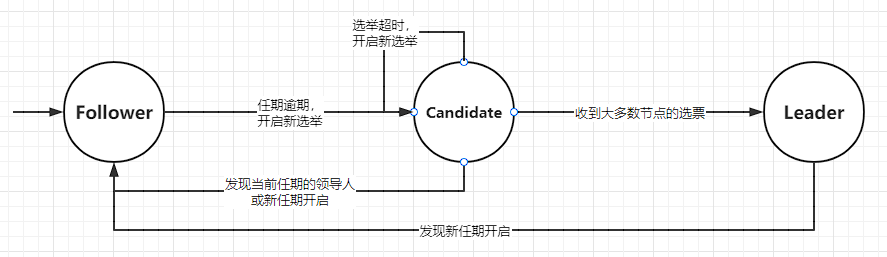 选举超时，
开启新选举
Follower
任期逾期，
开启新选举
Candidate
收到大多数节点的选票
Leader
发现当前任期的领导人
或新任期开启
发现新任期开启